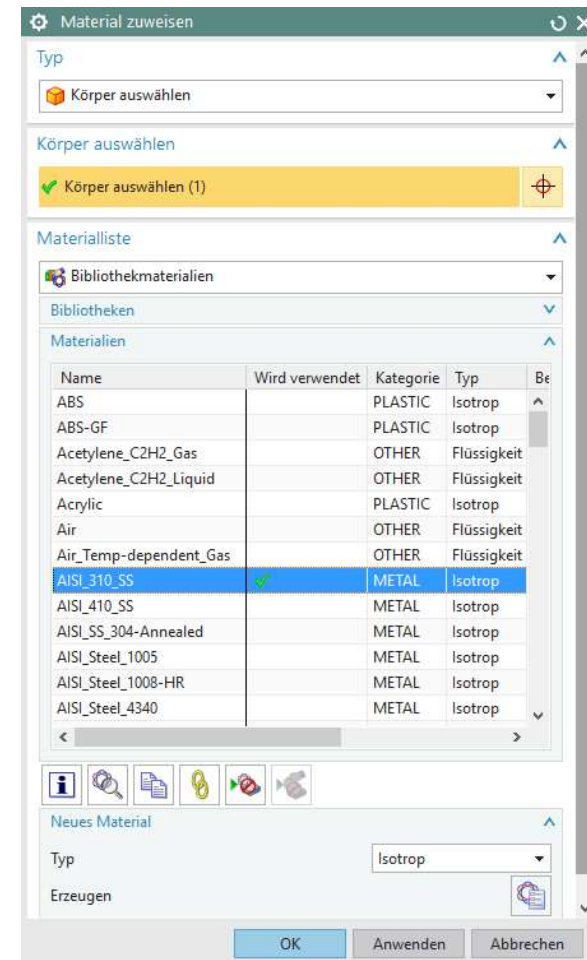 Material zuweisen
Typ
Körper auswählen
Körper auswählen
Körper auswählen (1)
Materialliste
Bibliothekmaterialien
Bibliotheken
Materialien
Name Wird verwendet Kategorie Typ Be
ABS PLASTIC Isotrop
ABS-GF PLASTIC Isotrop
Acetylene_C2H2_Gas OTHER Flüssigkeit
Acetylene_C2H2_Liquid OTHER Flüssigkeit
Acrylic PLASTIC Isotrop
Air OTHER Flüssigkeit
Air_Temp-dependent_Gas OTHER Flüssigkeit
AISI_310_SS METAL Isotrop
AISI_410_SS METAL Isotrop
AISI_SS_304-Annealed METAL Isotrop
AISI_Steel_1005 METAL Isotrop
AISI_Steel_1008-HR METAL Isotrop
AISI_Steel_4340 METAL Isotrop
Neues Material
Typ Isotrop
Erzeugen
OK Anwenden Abbrechen